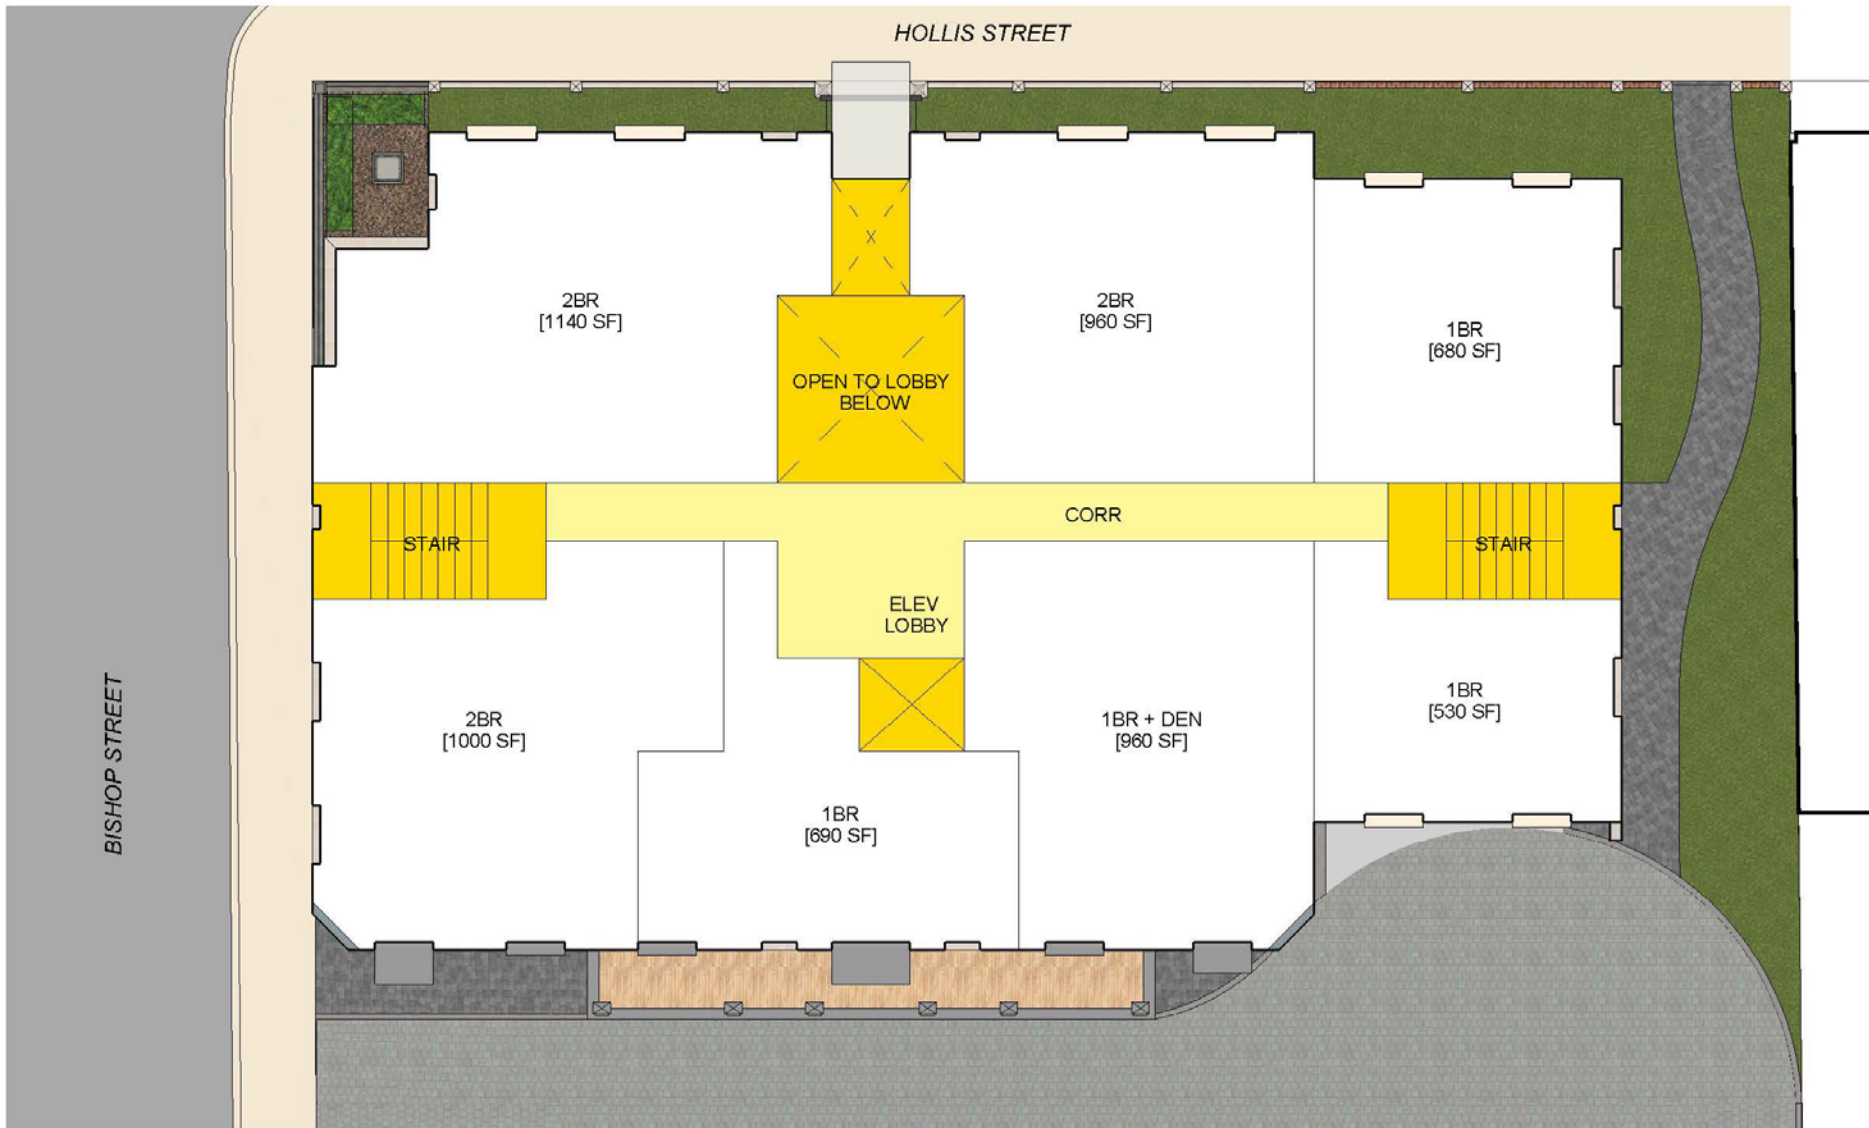 HOLLIS STREET
2BR
[1140 SF]
2BR
[960 SF]
1BR
[680 SF]
OPEN TO LOBBY
BELOW
CORR
STAIR
STAIR
ELEV
LOBBY
2BR
[1000 SF]
1BR + DEN
[960 SF]
1BR
[530 SF]
1BR
[690 SF]
BISHOP STREET